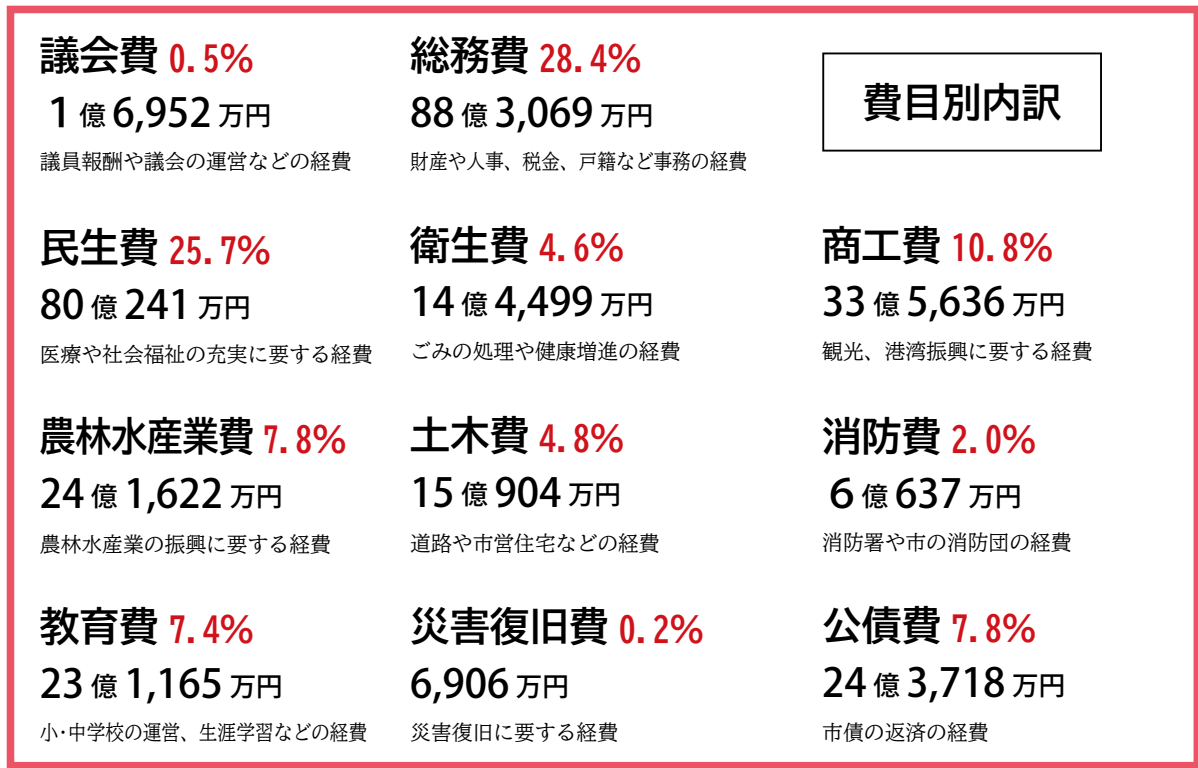 議会費 0.5%
1億6,952万円
議員報酬や議会の運営などの経費
総務費 28.4%
88億3,069万円
財産や人事、税金、戸籍など事務の経費
費目別内訳
民生費 25.7%
80億241万円
医療や社会福祉の充実に要する経費
衛生費 4.6%
14億4,499万円
ごみの処理や健康増進の経費
商工費 10.8%
33億5,636万円
観光、港湾振興に要する経費
農林水産業費 7.8%
24億1,622万円
農林水産業の振興に要する経費
土木費 4.8%
15億904万円
道路や市営住宅などの経費
消防費 2.0%
6億637万円
消防署や市の消防団の経費
教育費 7.4%
23億1,165万円
小・中学校の運営、生涯学習などの経費
災害復旧費 0.2%
6,906万円
災害復旧に要する経費
公債費 7.8%
24億3,718万円
市債の返済の経費